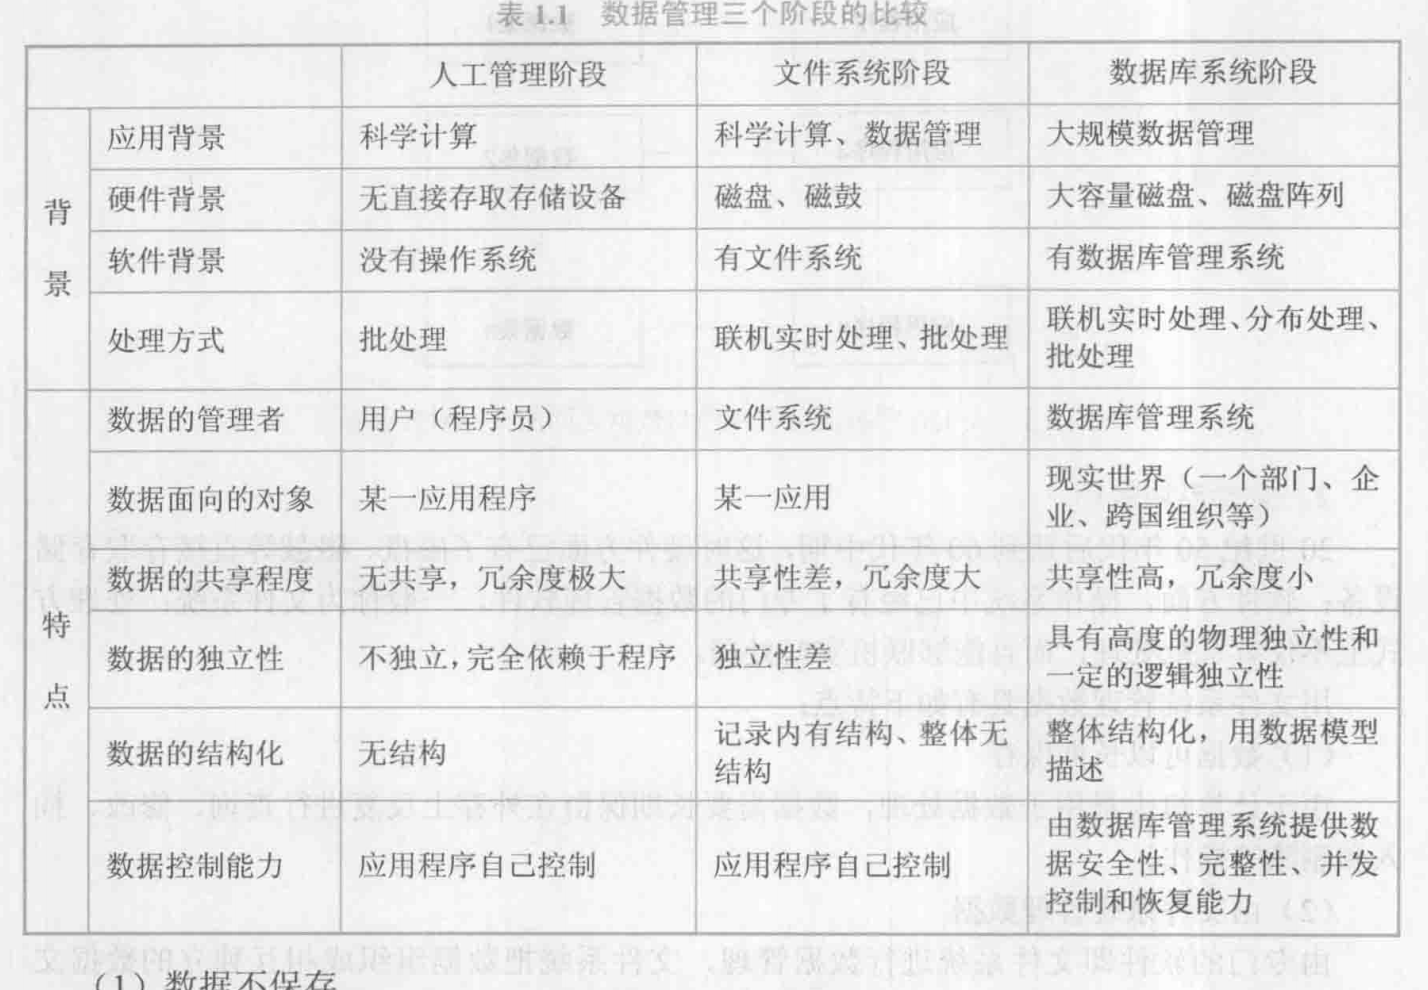 表 1.1 数据管理三个阶段的比较
人工管理阶段 文件系统阶段 数据库系统阶段
背景
应用背景 科学计算 科学计算、数据管理 大规模数据管理
硬件背景 无直接存取存储设备 磁盘、磁鼓 大容量磁盘、磁盘阵列
软件背景 没有操作系统 有文件系统 有数据库管理系统
处理方式 批处理 联机实时处理、批处理 联机实时处理、分布处理、
批处理
特点
数据的管理者 用户（程序员） 文件系统 数据库管理系统
数据面向的对象 某一应用程序 某一应用 现实世界（一个部门、企
业、跨国组织等）
数据的共享程度 无共享，冗余度极大 共享性差，冗余度大 共享性高，冗余度小
数据的独立性 不独立，完全依赖于程序 独立性差 具有高度的物理独立性和
一定的逻辑独立性
数据的结构化 无结构 记录内有结构、整体无
结构 整体结构化，用数据模型
描述
数据控制能力 应用程序自己控制 应用程序自己控制 由数据库管理系统提供数
据安全性、完整性、并发
控制和恢复能力
（1）数据不保存